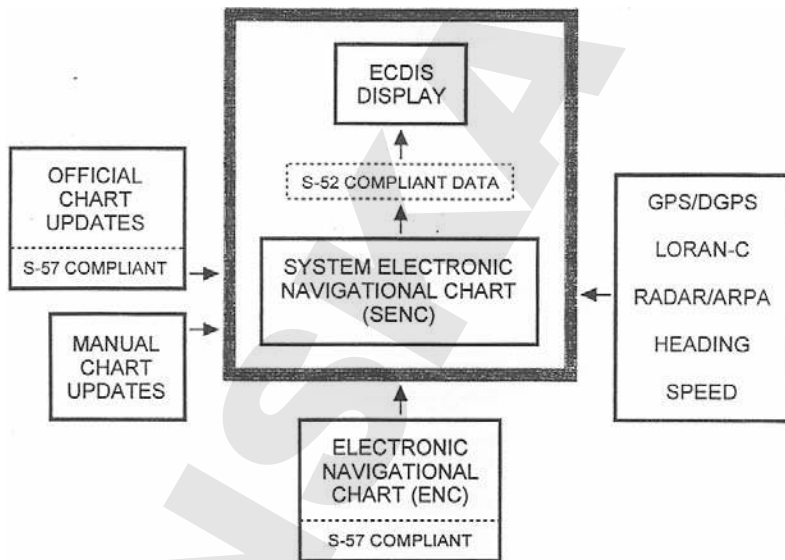 ECDIS
DISPLAY
S-52 COMPLIANT DATA
SYSTEM ELECTRONIC
NAVIGATIONAL CHART
(SENC)
OFFICIAL
CHART
UPDATES
S-57 COMPLIANT
MANUAL
CHART
UPDATES
GPS/DGPS
LORAN-C
RADAR/ARPA
HEADING
SPEED
ELECTRONIC
NAVIGATIONAL
CHART (ENC)
S-57 COMPLIANT
NSKA